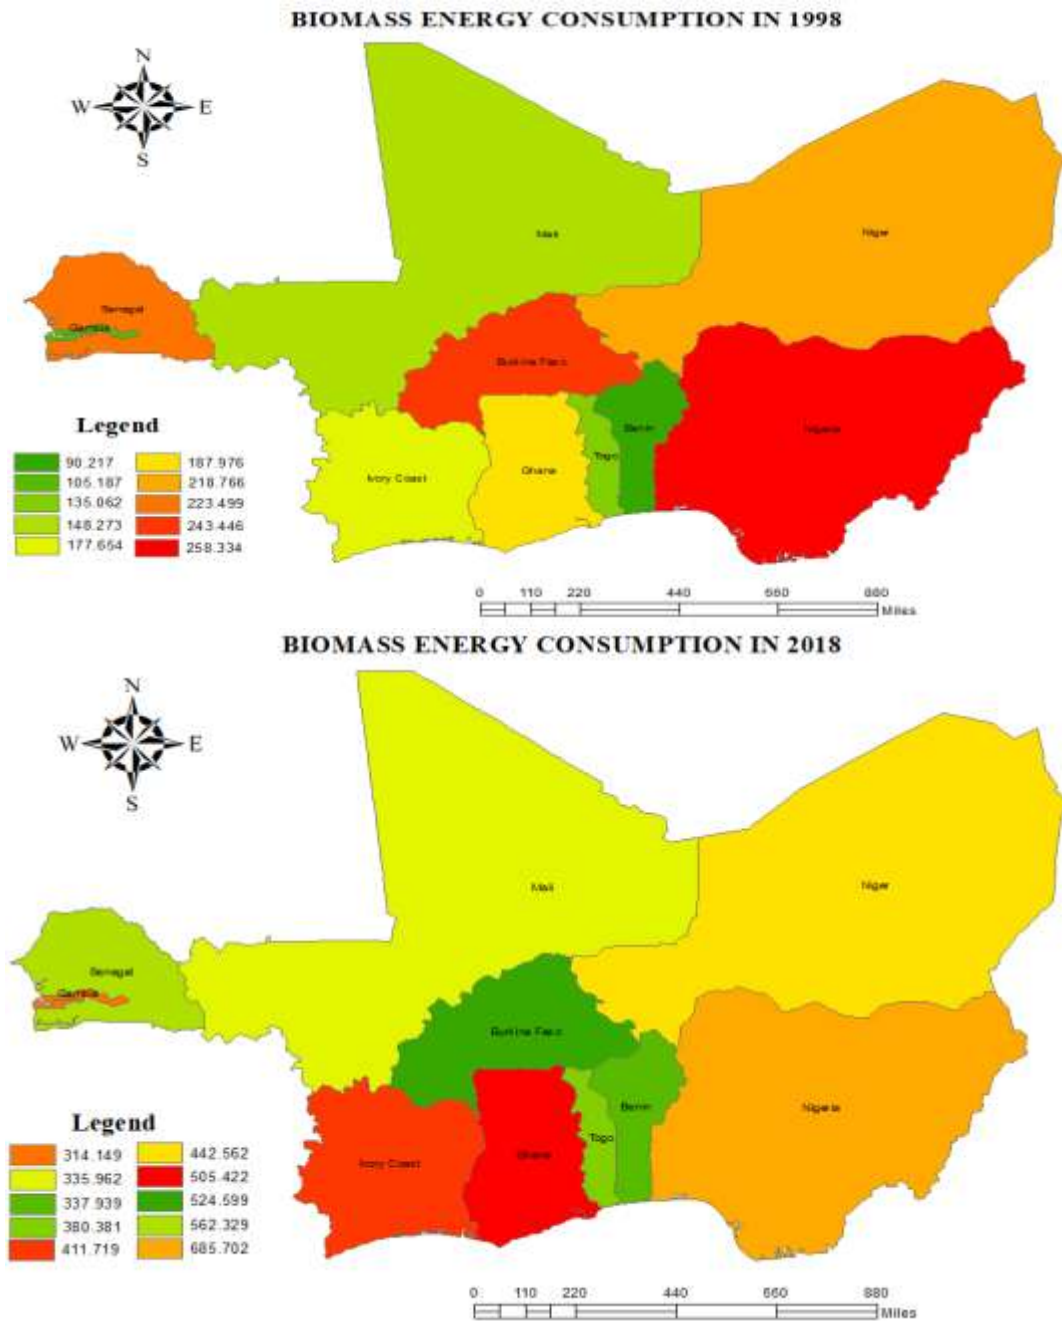 BIOMASS ENERGY CONSUMPTION IN 1998
N
W E
S
Mali
Niger
Senegal
Gambia
Burkina Faso
Benin
Nigeria
Togo
Ghana
Ivory Coast
Legend
90.217 187.976
105.187 218.766
135.062 223.499
148.273 243.446
177.654 258.334
0 110 220 440 660 880
Miles
BIOMASS ENERGY CONSUMPTION IN 2018
N
W E
S
Mali
Niger
Senegal
Gambia
Burkina Faso
Benin
Nigeria
Togo
Ghana
Ivory Coast
Legend
314.149 442.562
335.962 505.422
337.939 524.599
380.381 562.329
411.719 685.702
0 110 220 440 660 880
Miles